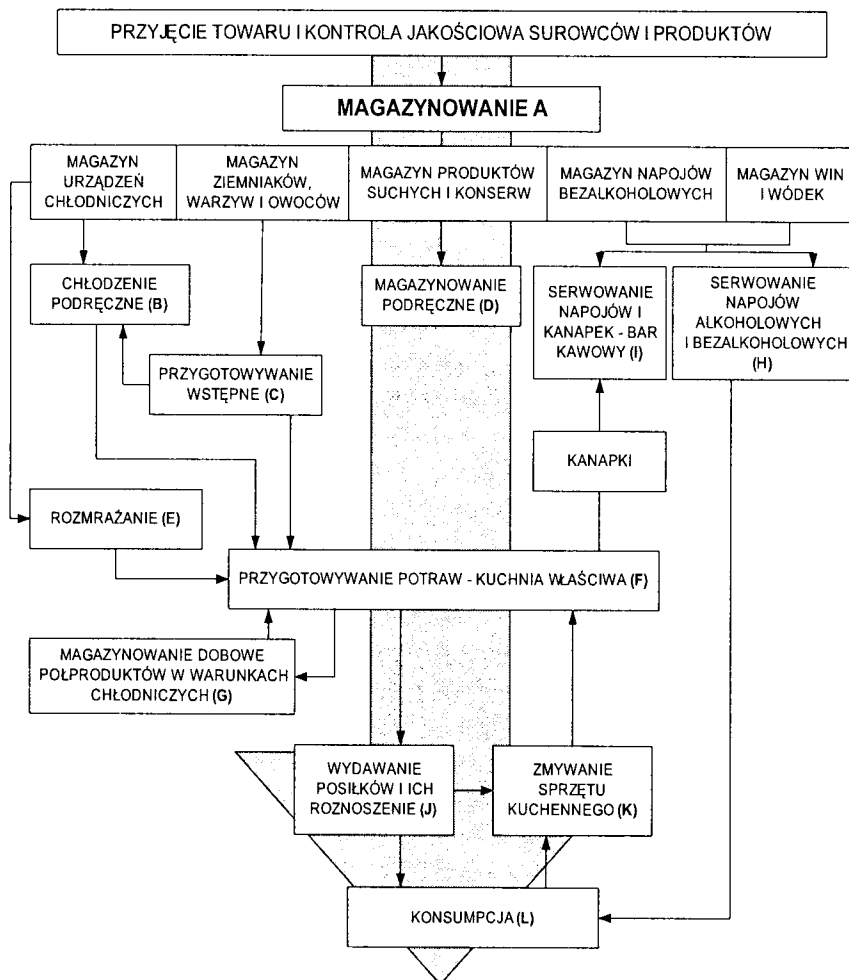 PRZYJĘCIE TOWARU I KONTROLA JAKOŚCIOWA SUROWCÓW I PRODUKTÓW
MAGAZYNOWANIE A
MAGAZYN
URZĄDZEŃ
CHŁODNICZYCH
MAGAZYN
ZIEMNIAKÓW,
WARZYW I OWOCÓW
MAGAZYN PRODUKTÓW
SUCHYCH I KONSERW
MAGAZYN NAPOJÓW
BEZALKOHOLOWYCH
MAGAZYN WIN
I WÓDEK
CHŁODZENIE
PODRĘCZNE (B)
MAGAZYNOWANIE
PODRĘCZNE (D)
SERWOWANIE
NAPOJÓW I
KANAPEK - BAR
KAWOWY (I)
SERWOWANIE
NAPOJÓW
ALKOHOLOWYCH
I BEZALKOHOLOWYCH
(H)
PRZYGOTOWYWANIE
WSTĘPNE (C)
KANAPKI
ROZMRAŻANIE (E)
PRZYGOTOWYWANIE POTRAW - KUCHNIA WŁAŚCIWA (F)
MAGAZYNOWANIE DOBOWE
PÓŁPRODUKTÓW W WARUNKACH
CHŁODNICZYCH (G)
WYDAWANIE
POSIŁKÓW I ICH
ROZNOSZENIE (J)
ZMYWANIE
SPRZĘTU
KUCHENNEGO (K)
KONSUMPCJA (L)